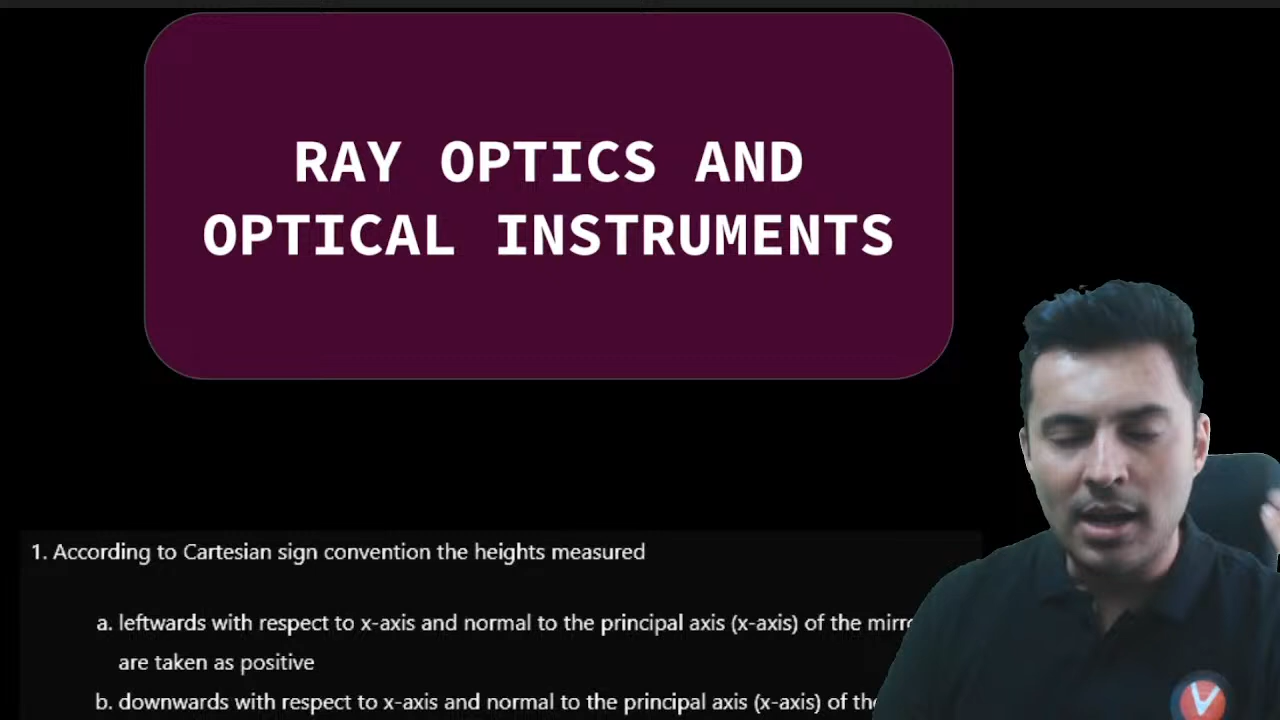 RAY OPTICS AND
OPTICAL INSTRUMENTS
1. According to Cartesian sign convention the heights measured
a. leftwards with respect to x-axis and normal to the principal axis (x-axis) of the
are taken as positive
b. downwards with respect to x-axis and normal to the principal axis (x-axis) of
V